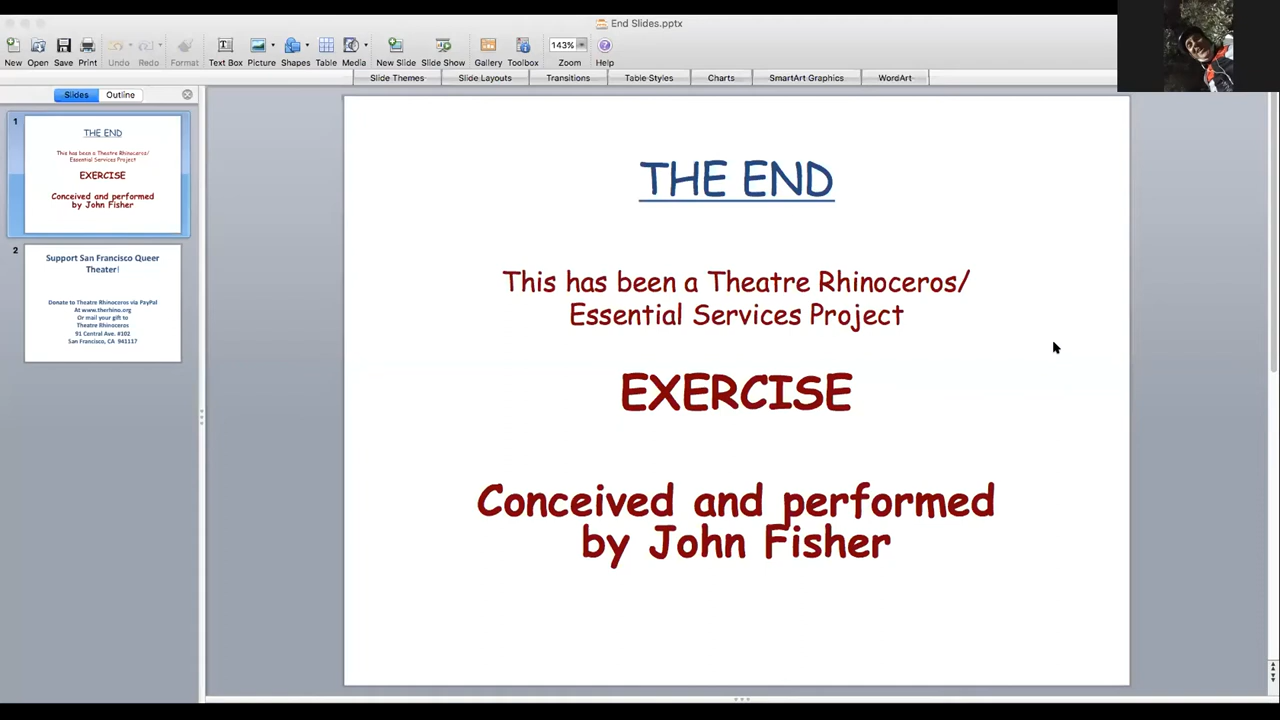 End Slides.pptx
143%
New Open Save Print Undo Redo Format Text Box Picture Shapes Table Media New Slide Slide Show Gallery Toolbox Zoom Help
Slide Themes Slide Layouts Transitions Table Styles Charts SmartArt Graphics WordArt
Slides Outline
1
THE END
This has been a Theatre Rhinoceros/
Essential Services Project
EXERCISE
Conceived and performed
by John Fisher
2
Support San Francisco Queer
Theater!
Donate to Theatre Rhinoceros via PayPal
At www.therhino.org
Or mail your gift to
Theatre Rhinoceros
91 Central Ave. #102
San Francisco, CA 941117
THE END
This has been a Theatre Rhinoceros/
Essential Services Project
EXERCISE
Conceived and performed
by John Fisher